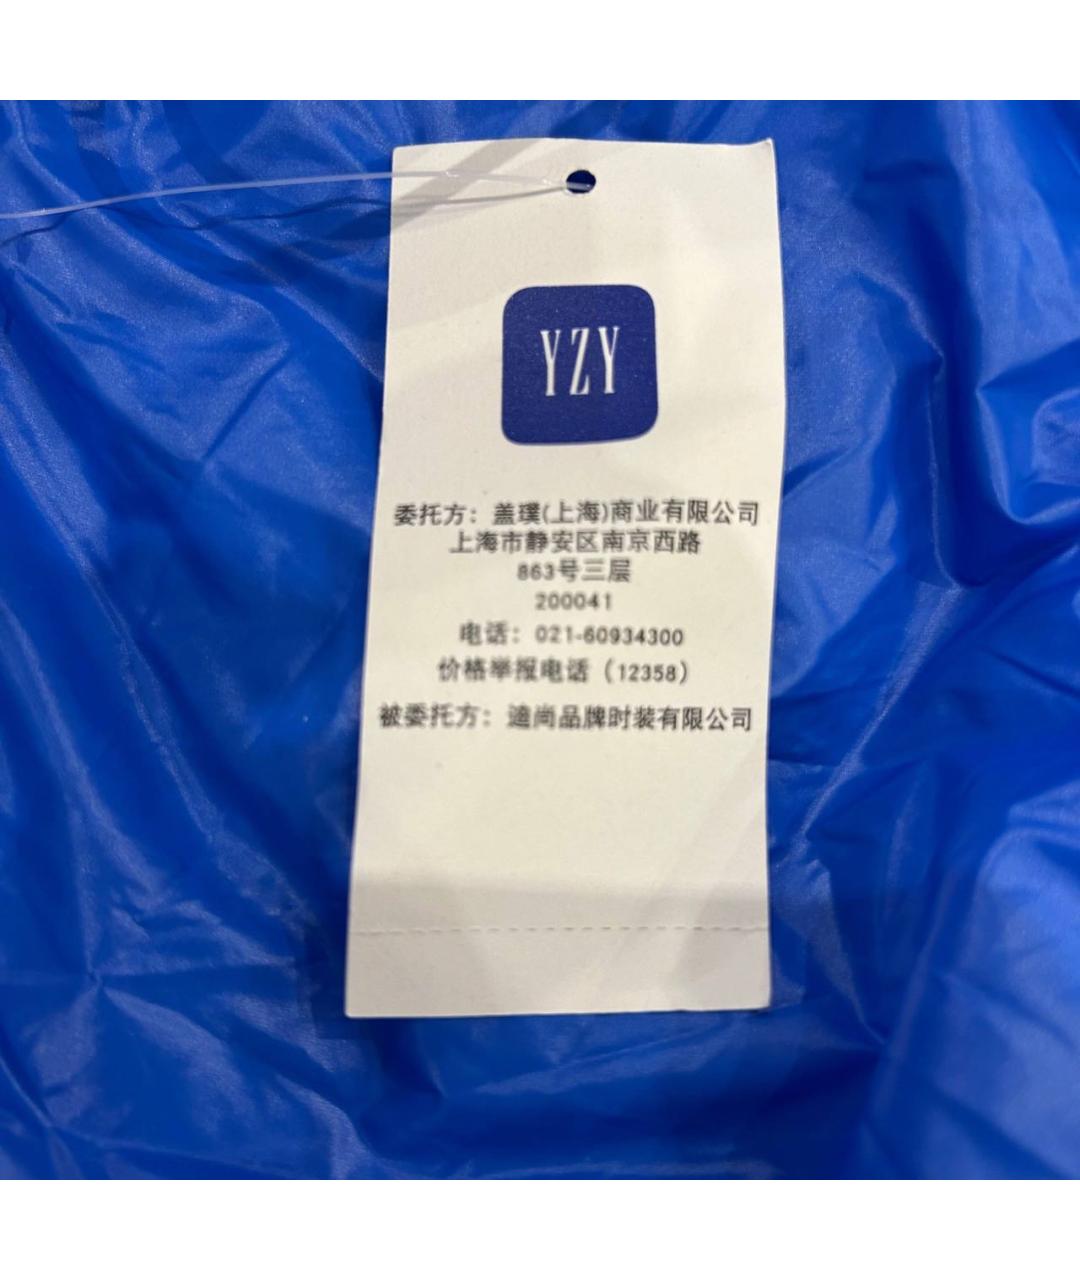 YZY
委托方：盖璞(上海)商业有限公司
上海市静安区南京西路
863号三层
200041
电话：021-60934300
价格举报电话（12358）
被委托方：迪尚品牌时装有限公司